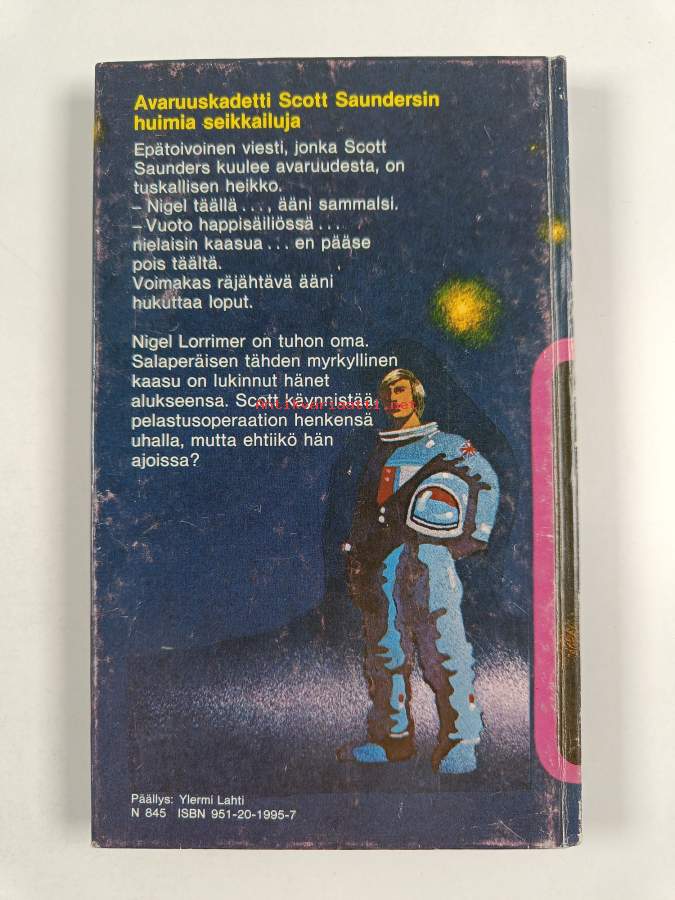 Avaruuskadetti Scott Saundersin
huimia seikkailuja
Epätoivoinen viesti, jonka Scott
Saunders kuulee avaruudesta, on
tuskallisen heikko.
– Nigel täällä . . . , ääni sammalsi.
– Vuoto happisäiliössä . . .
nielaisin kaasua . . . en pääse
pois täältä.
Voimakas räjähtävä ääni
hukuttaa loput.
Nigel Lorrimer on tuhon oma.
Salaperäisen tähden myrkyllinen
kaasu on lukinnut hänet
alukseensa. Scott käynnistää
Antikvariaatti.net
pelastusoperaation henkensä
uhalla, mutta ehtiikö hän
ajoissa?
Päällys: Ylermi Lahti
N 845 ISBN 951-20-1995-7